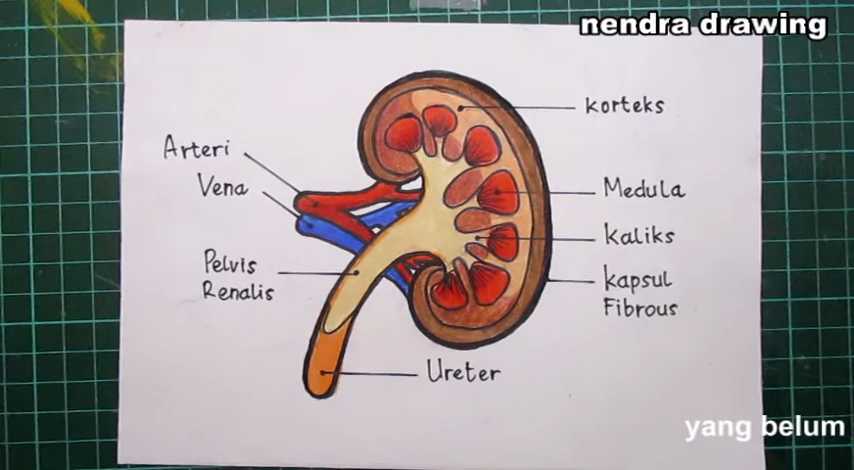 nendra drawing
korteks
Arteri
Vena
Medula
kaliks
Pelvis
Renalis
kapsul
Fibrous
Ureter
yang belum